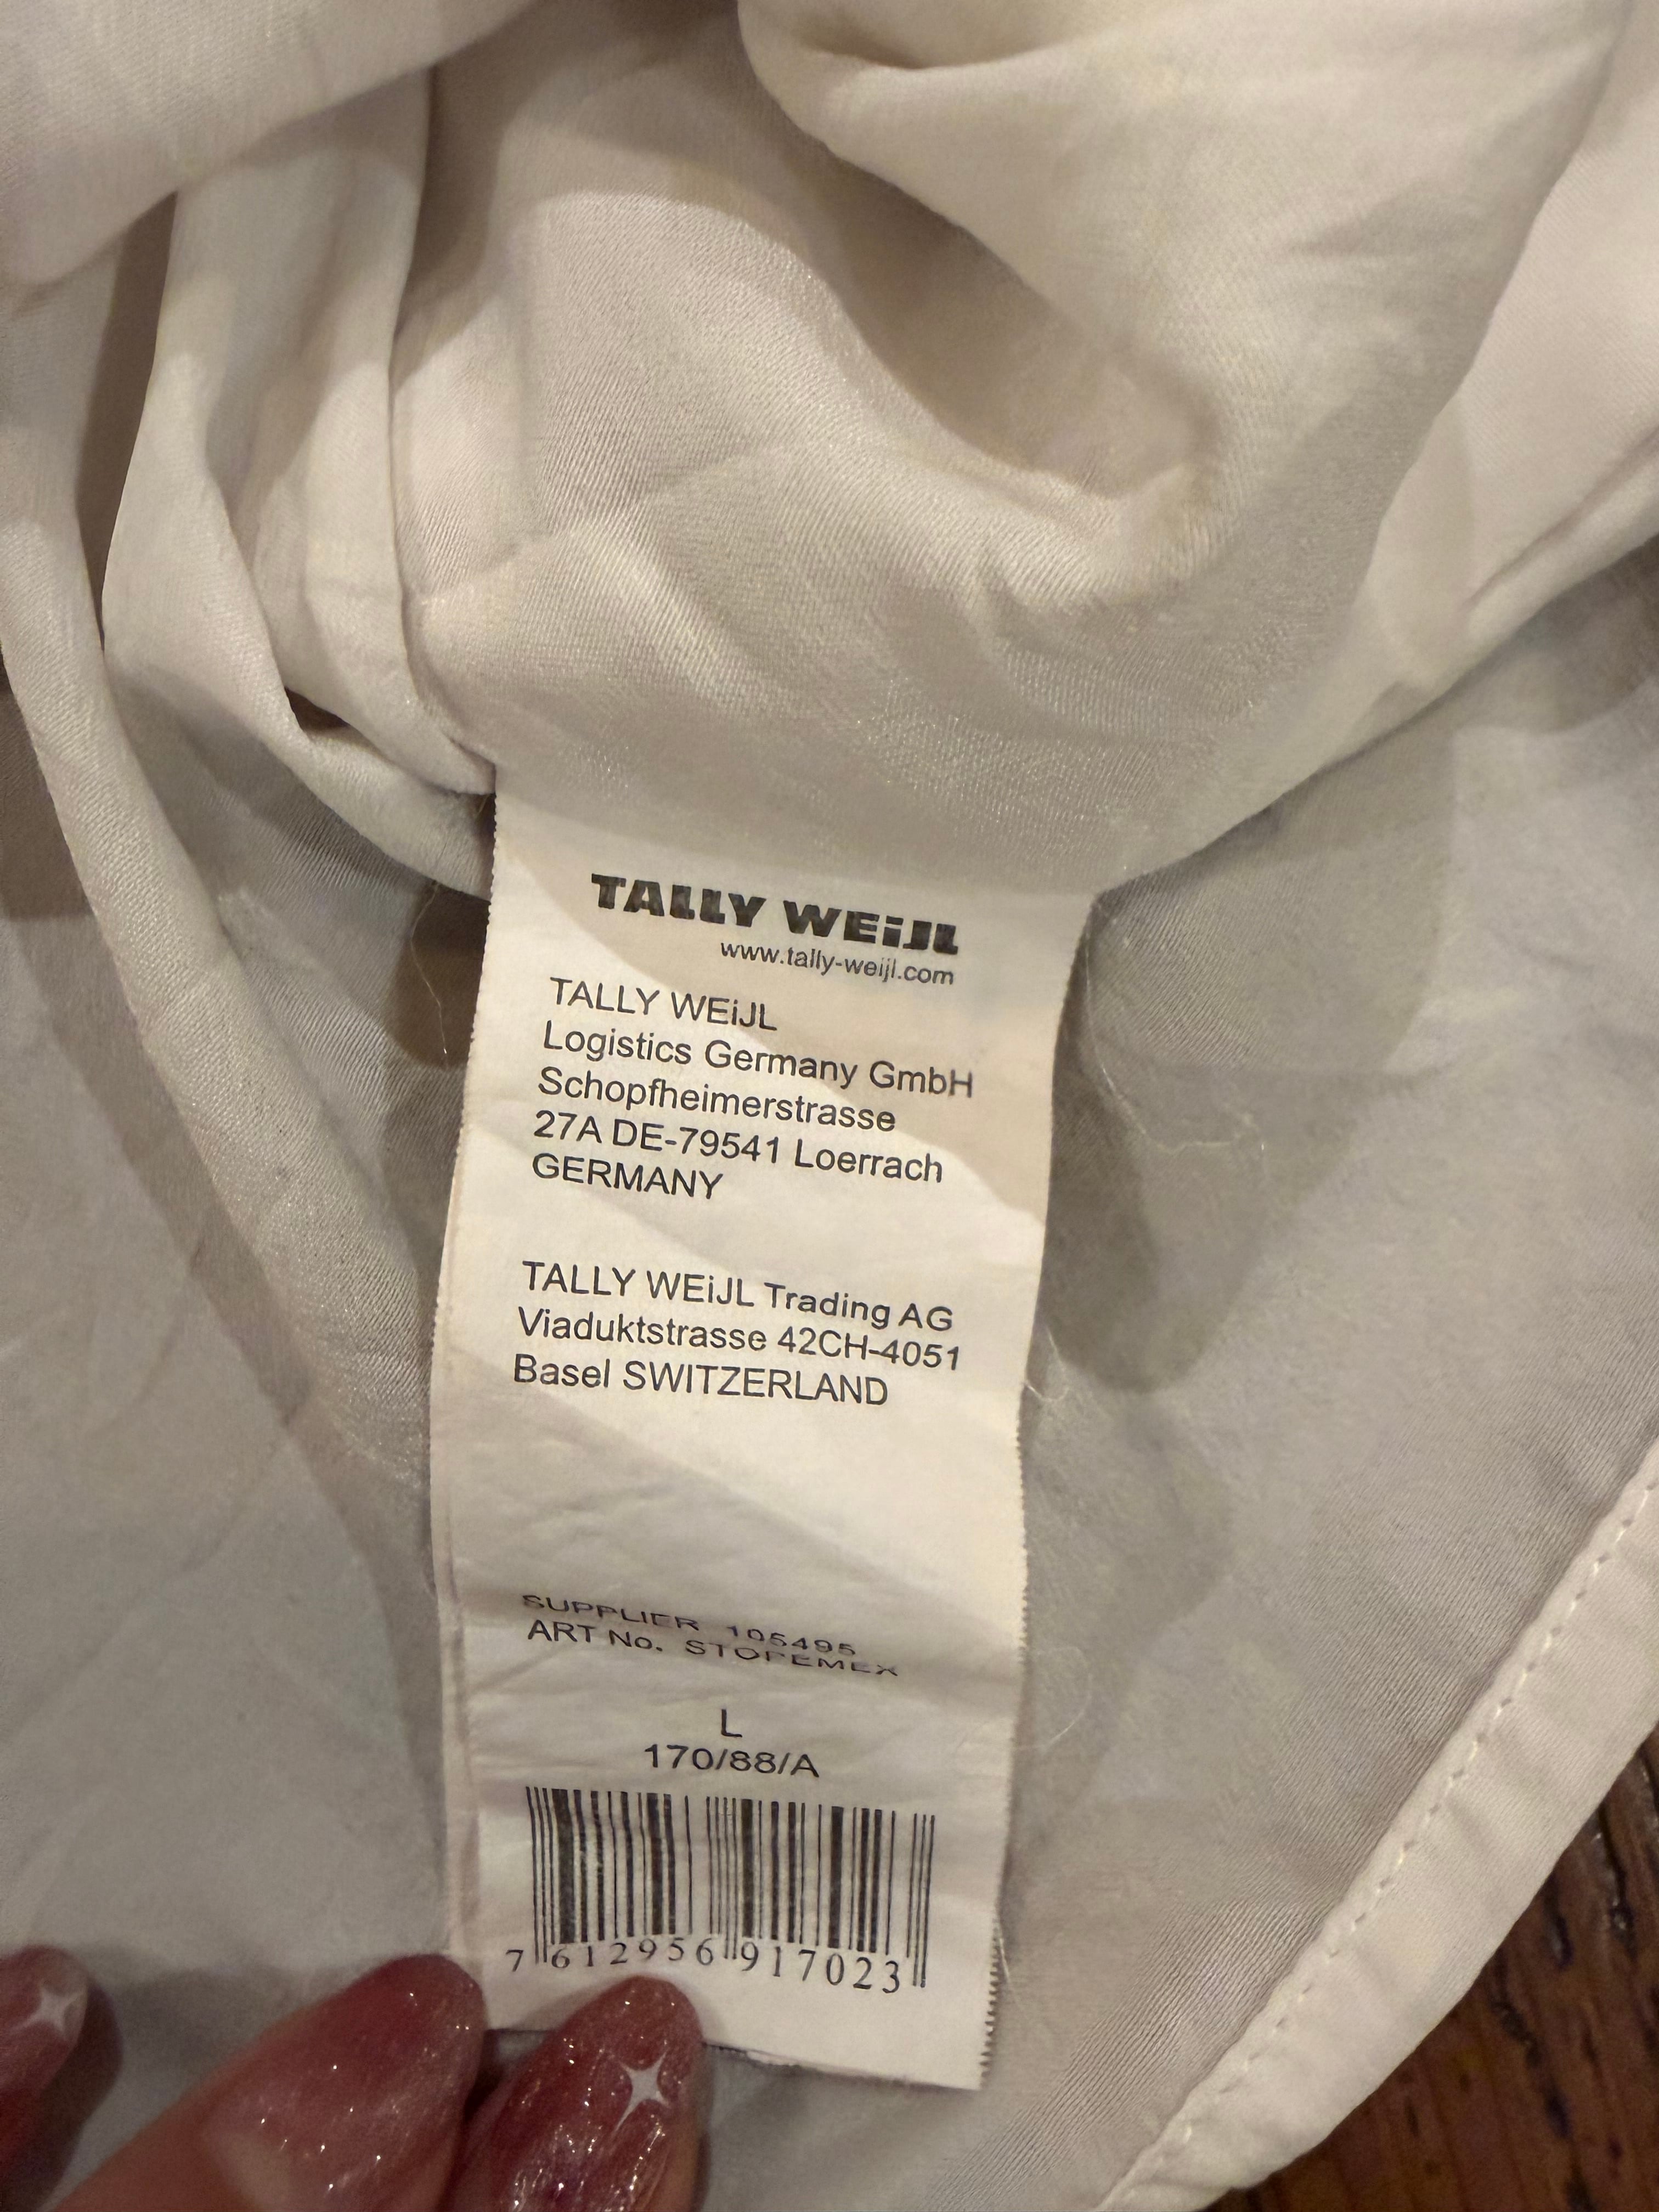 TALLY WEiJL
www.tally-weijl.com
TALLY WEiJL
Logistics Germany GmbH
Schopfheimerstrasse
27A DE-79541 Loerrach
GERMANY
TALLY WEiJL Trading AG
Viaduktstrasse 42CH-4051
Basel SWITZERLAND
SUPPLIER 105495
ART No. STOPEMEX
L
170/88/A
7 612956 917023